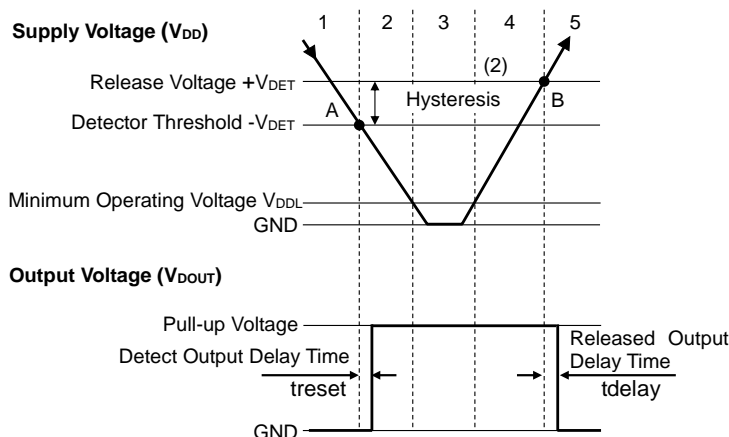 1 2 3 4 5
Supply Voltage (VDD)
(2)
Release Voltage +VDET
A
Hysteresis
B
Detector Threshold -VDET
Minimum Operating Voltage VDDL
GND
Output Voltage (VDOUT)
Pull-up Voltage
Released Output
Detect Output Delay Time
Delay Time
treset
tdelay
GND